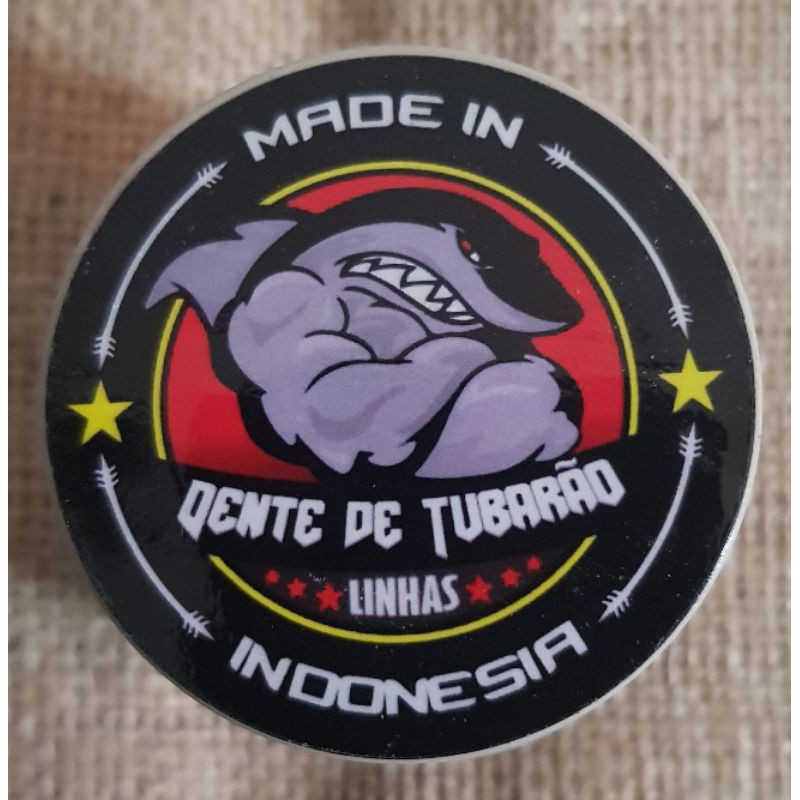 MADE IN
DENTE DE TUBARÃO
LINHAS
INDONESIA